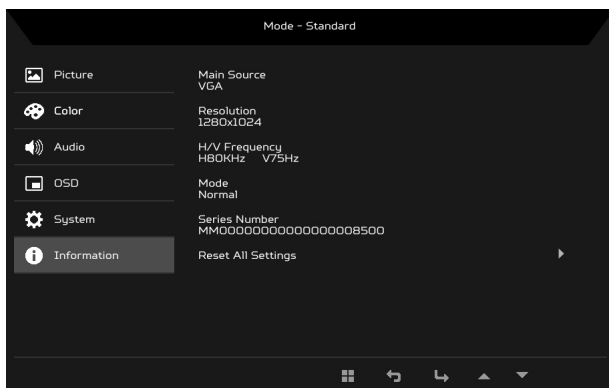 Mode - Standard
Picture
Color
Audio
OSD
System
Information
Main Source
VGA
Resolution
1280x1024
H/V Frequency
H80KHz V75Hz
Mode
Normal
Series Number
MM00000000000000008500
Reset All Settings